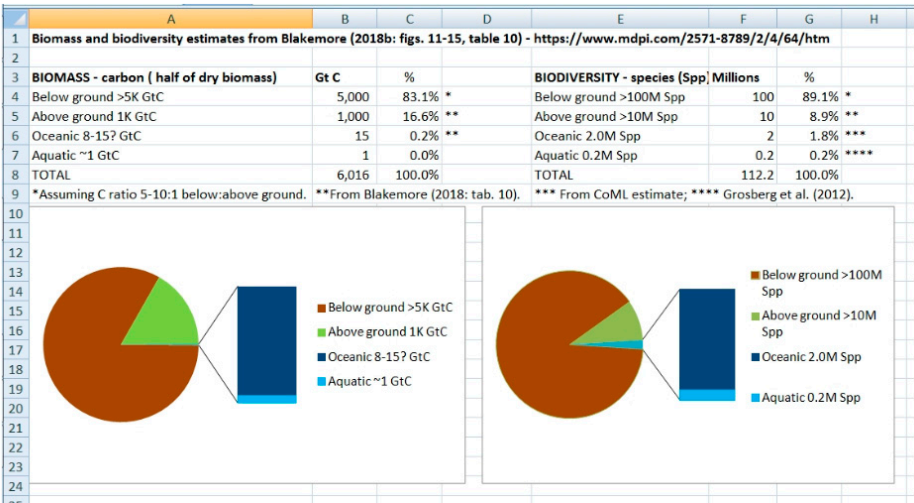 A B C D E F G H
1 Biomass and biodiversity estimates from Blakemore (2018b: figs. 11-15, table 10) - https://www.mdpi.com/2571-8789/2/4/64/htm
2
3 BIOMASS - carbon ( half of dry biomass) Gt C % BIODIVERSITY - species (Spp) Millions %
4 Below ground >5K GtC 5,000 83.1% * Below ground >100M Spp 100 89.1% *
5 Above ground 1K GtC 1,000 16.6% ** Above ground >10M Spp 10 8.9% **
6 Oceanic 8-15? GtC 15 0.2% ** Oceanic 2.0M Spp 2 1.8% ***
7 Aquatic ~1 GtC 1 0.0% Aquatic 0.2M Spp 0.2 0.2% ****
8 TOTAL 6,016 100.0% TOTAL 112.2 100.0%
9 *Assuming C ratio 5-10:1 below:above ground. **From Blakemore (2018: tab. 10). *** From CoML estimate; **** Grosberg et al. (2012).
10
11
12
13
14
15
16
17
18
19
20
21
22
23
24
Below ground >5K GtC
Above ground 1K GtC
Oceanic 8-15? GtC
Aquatic ~1 GtC
Below ground >100M
Spp
Above ground >10M
Spp
Oceanic 2.0M Spp
Aquatic 0.2M Spp